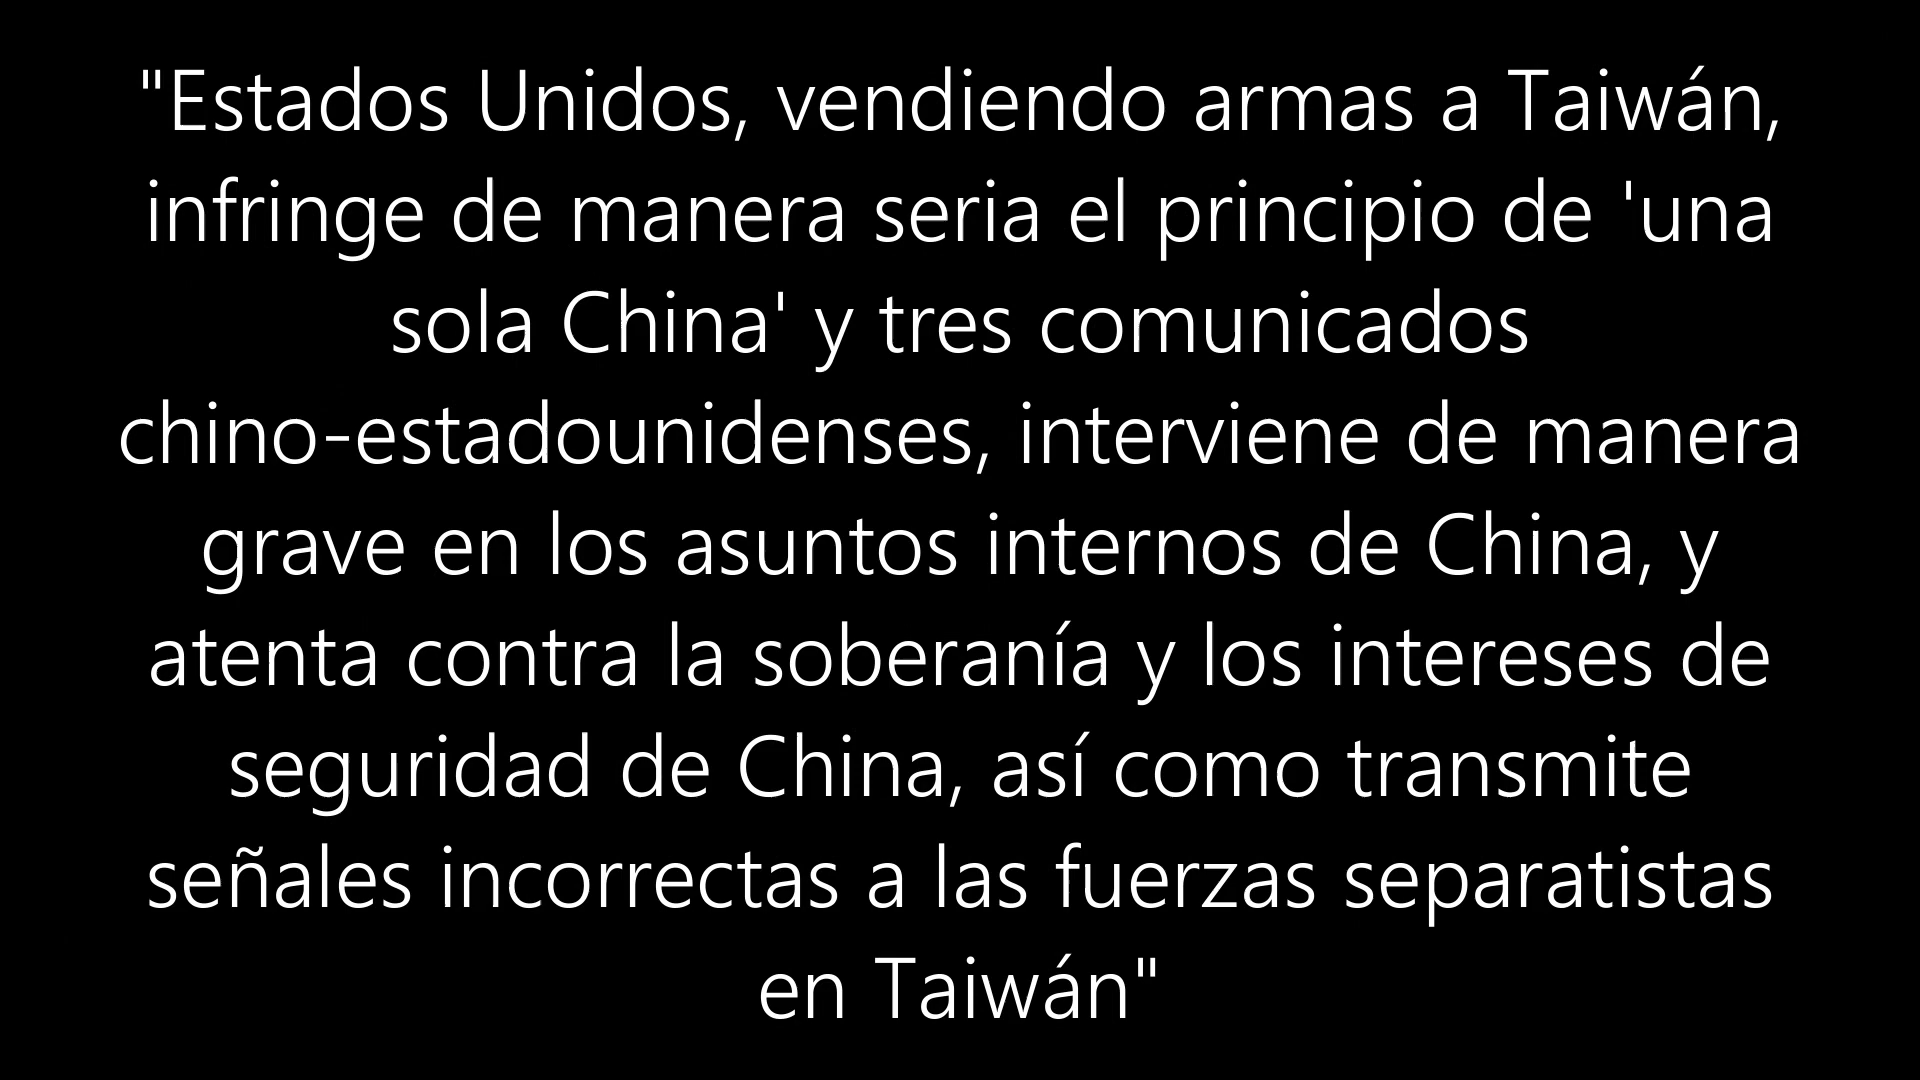 "Estados Unidos, vendiendo armas a Taiwán,
infringe de manera seria el principio de 'una
sola China' y tres comunicados
chino-estadounidenses, interviene de manera
grave en los asuntos internos de China, y
atenta contra la soberanía y los intereses de
seguridad de China, así como transmite
señales incorrectas a las fuerzas separatistas
en Taiwán"